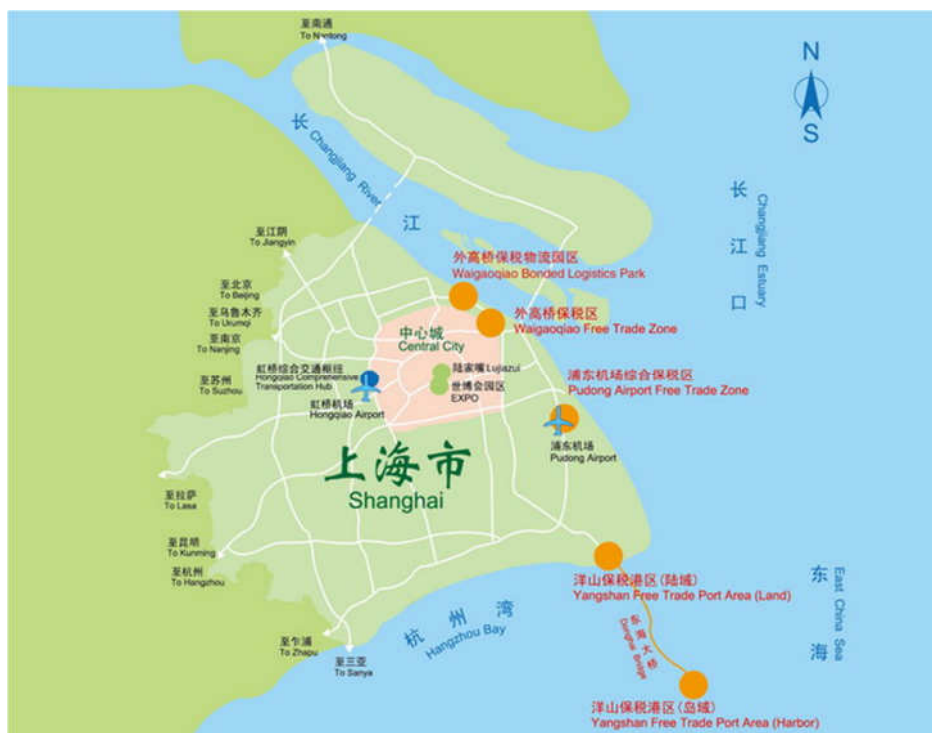 至南通
To Nantong
N
S
长
Changjiang River
江
长
江
口
Changjiang Estuary
至江阴
To Jiangyin
外高桥保税物流园区
Waigaoqiao Bonded Logistics Park
至北京
To Beijing
至乌鲁木齐
To Urumqi
外高桥保税区
Waigaoqiao Free Trade Zone
至南京
To Nanjing
中心城
Central City
虹桥综合交通枢纽
Hongqiao Comprehensive
Transportation Hub
陆家嘴 Lujiazui
至苏州
To Suzhou
世博会园区
EXPO
浦东机场综合保税区
Pudong Airport Free Trade Zone
虹桥机场
Hongqiao Airport
浦东机场
Pudong Airport
上海市
Shanghai
至拉萨
To Lasa
至昆明
To Kunming
至杭州
To Hangzhou
洋山保税港区(陆域)
Yangshan Free Trade Port Area (Land)
东
海
East China Sea
杭州湾
Hangzhou Bay
东海大桥
Donghai Bridge
至乍浦
To Zhapu
至三亚
To Sanya
洋山保税港区(岛域)
Yangshan Free Trade Port Area (Harbor)